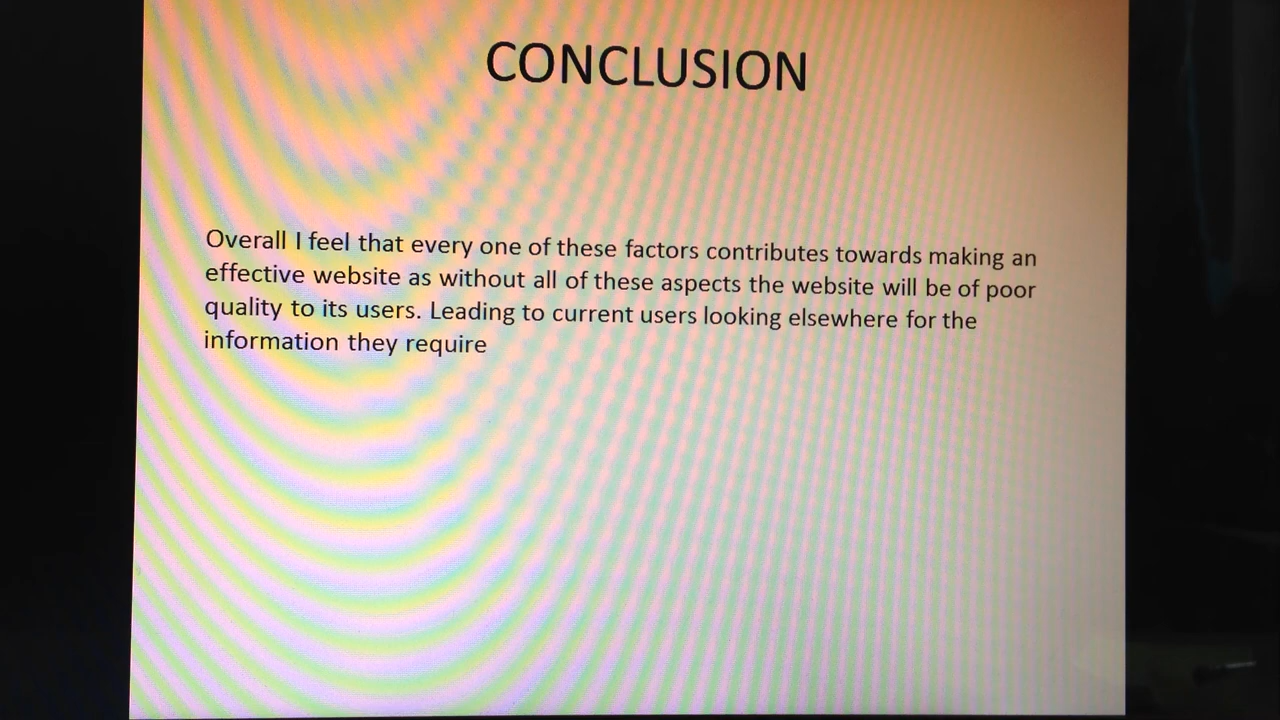 CONCLUSION
Overall I feel that every one of these factors contributes towards making an
effective website as without all of these aspects the website will be of poor
quality to its users. Leading to current users looking elsewhere for the
information they require